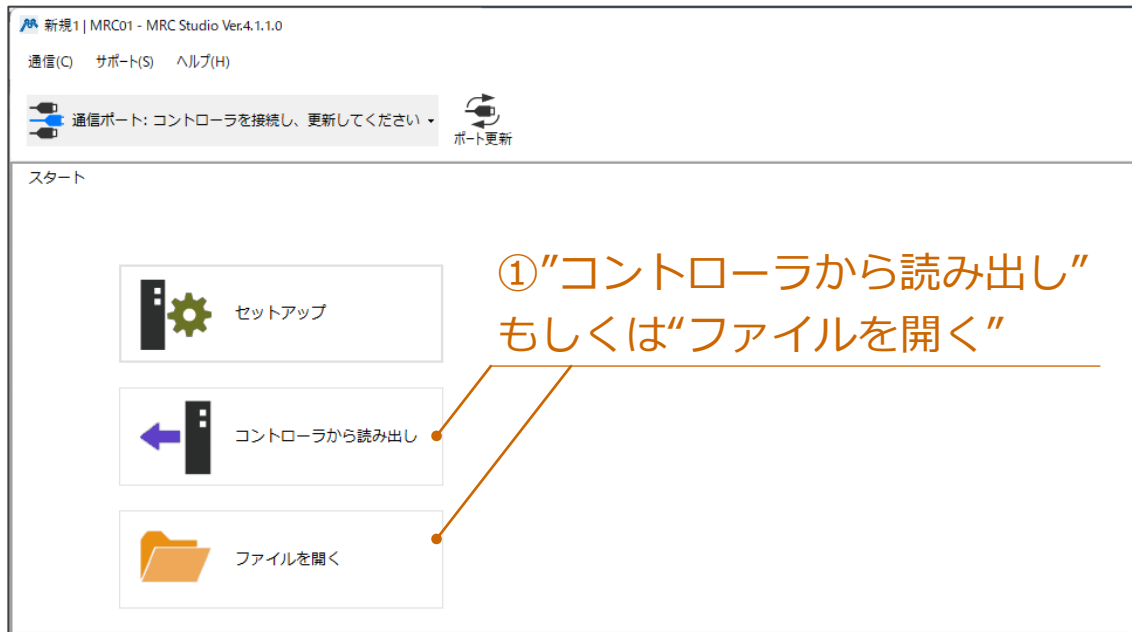 新規1 | MRC01 - MRC Studio Ver.4.1.1.0
通信(C) サポート(S) ヘルプ(H)
通信ポート: コントローラを接続し、更新してください
ポート更新
スタート
①”コントローラから読み出し”
もしくは“ファイルを開く”
セットアップ
コントローラから読み出し
ファイルを開く